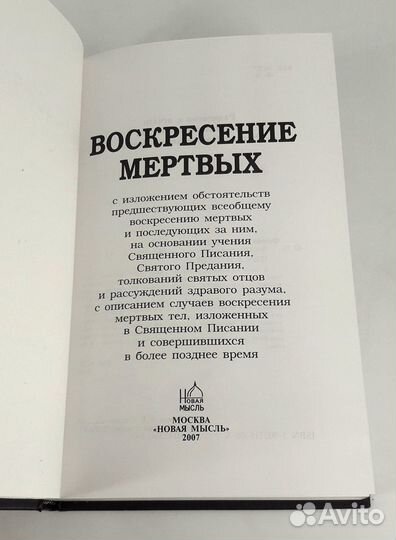 ВОСКРЕСЕНИЕ
МЕРТВЫХ
с изложением обстоятельств
предшествующих всеобщему
воскресению мертвых
и последующих за ним,
на основании учения
Священного Писания,
Святого Предания,
толкований святых отцов
и рассуждений здравого разума,
с описанием случаев воскресения
мертвых тел, изложенных
в Священном Писании
и совершившихся
в более позднее время
НОВАЯ
МЫСЛЬ
МОСКВА
«НОВАЯ МЫСЛЬ»
2007
Avito